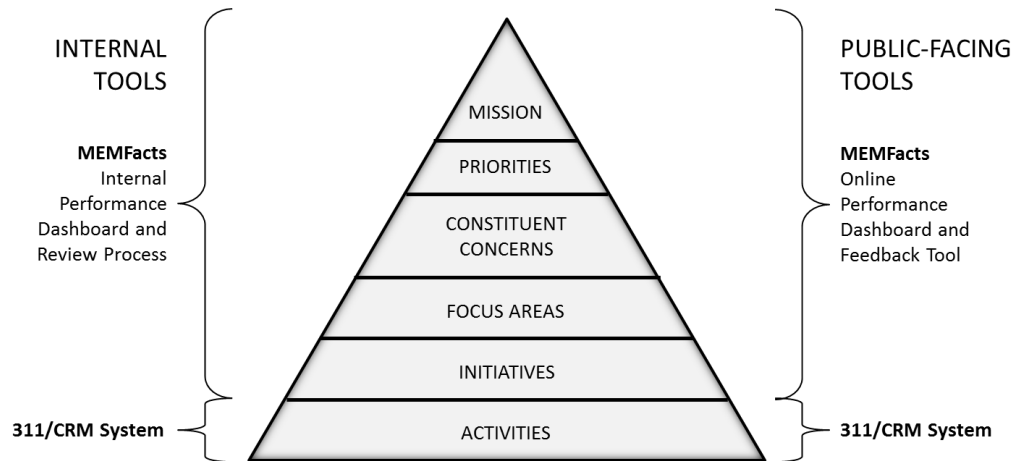 INTERNAL
TOOLS
MEMFacts
Internal
Performance
Dashboard and
Review Process
311/CRM System
MISSION
PRIORITIES
CONSTITUENT
CONCERNS
FOCUS AREAS
INITIATIVES
ACTIVITIES
PUBLIC-FACING
TOOLS
MEMFacts
Online
Performance
Dashboard and
Feedback Tool
311/CRM System